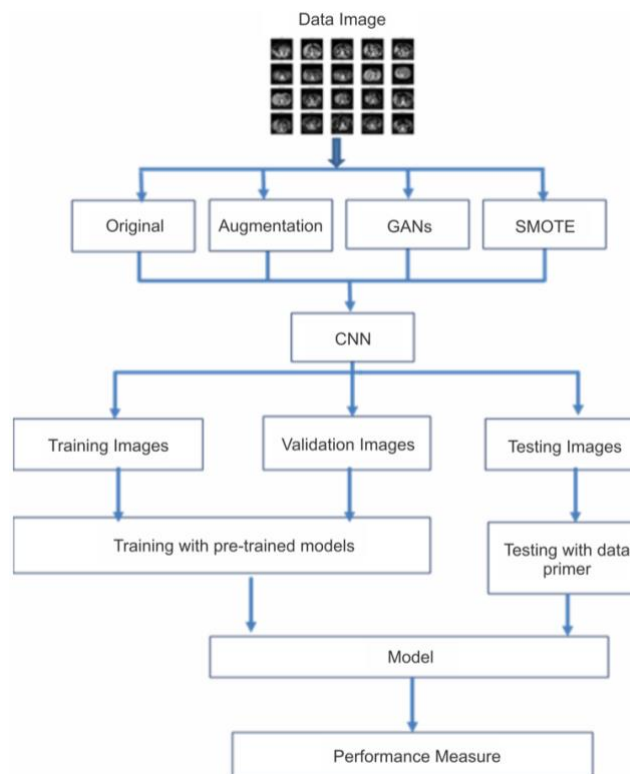 Data Image
Original
Augmentation
GANs
SMOTE
CNN
Training Images
Validation Images
Testing Images
Training with pre-trained models
Testing with data
primer
Model
Performance Measure